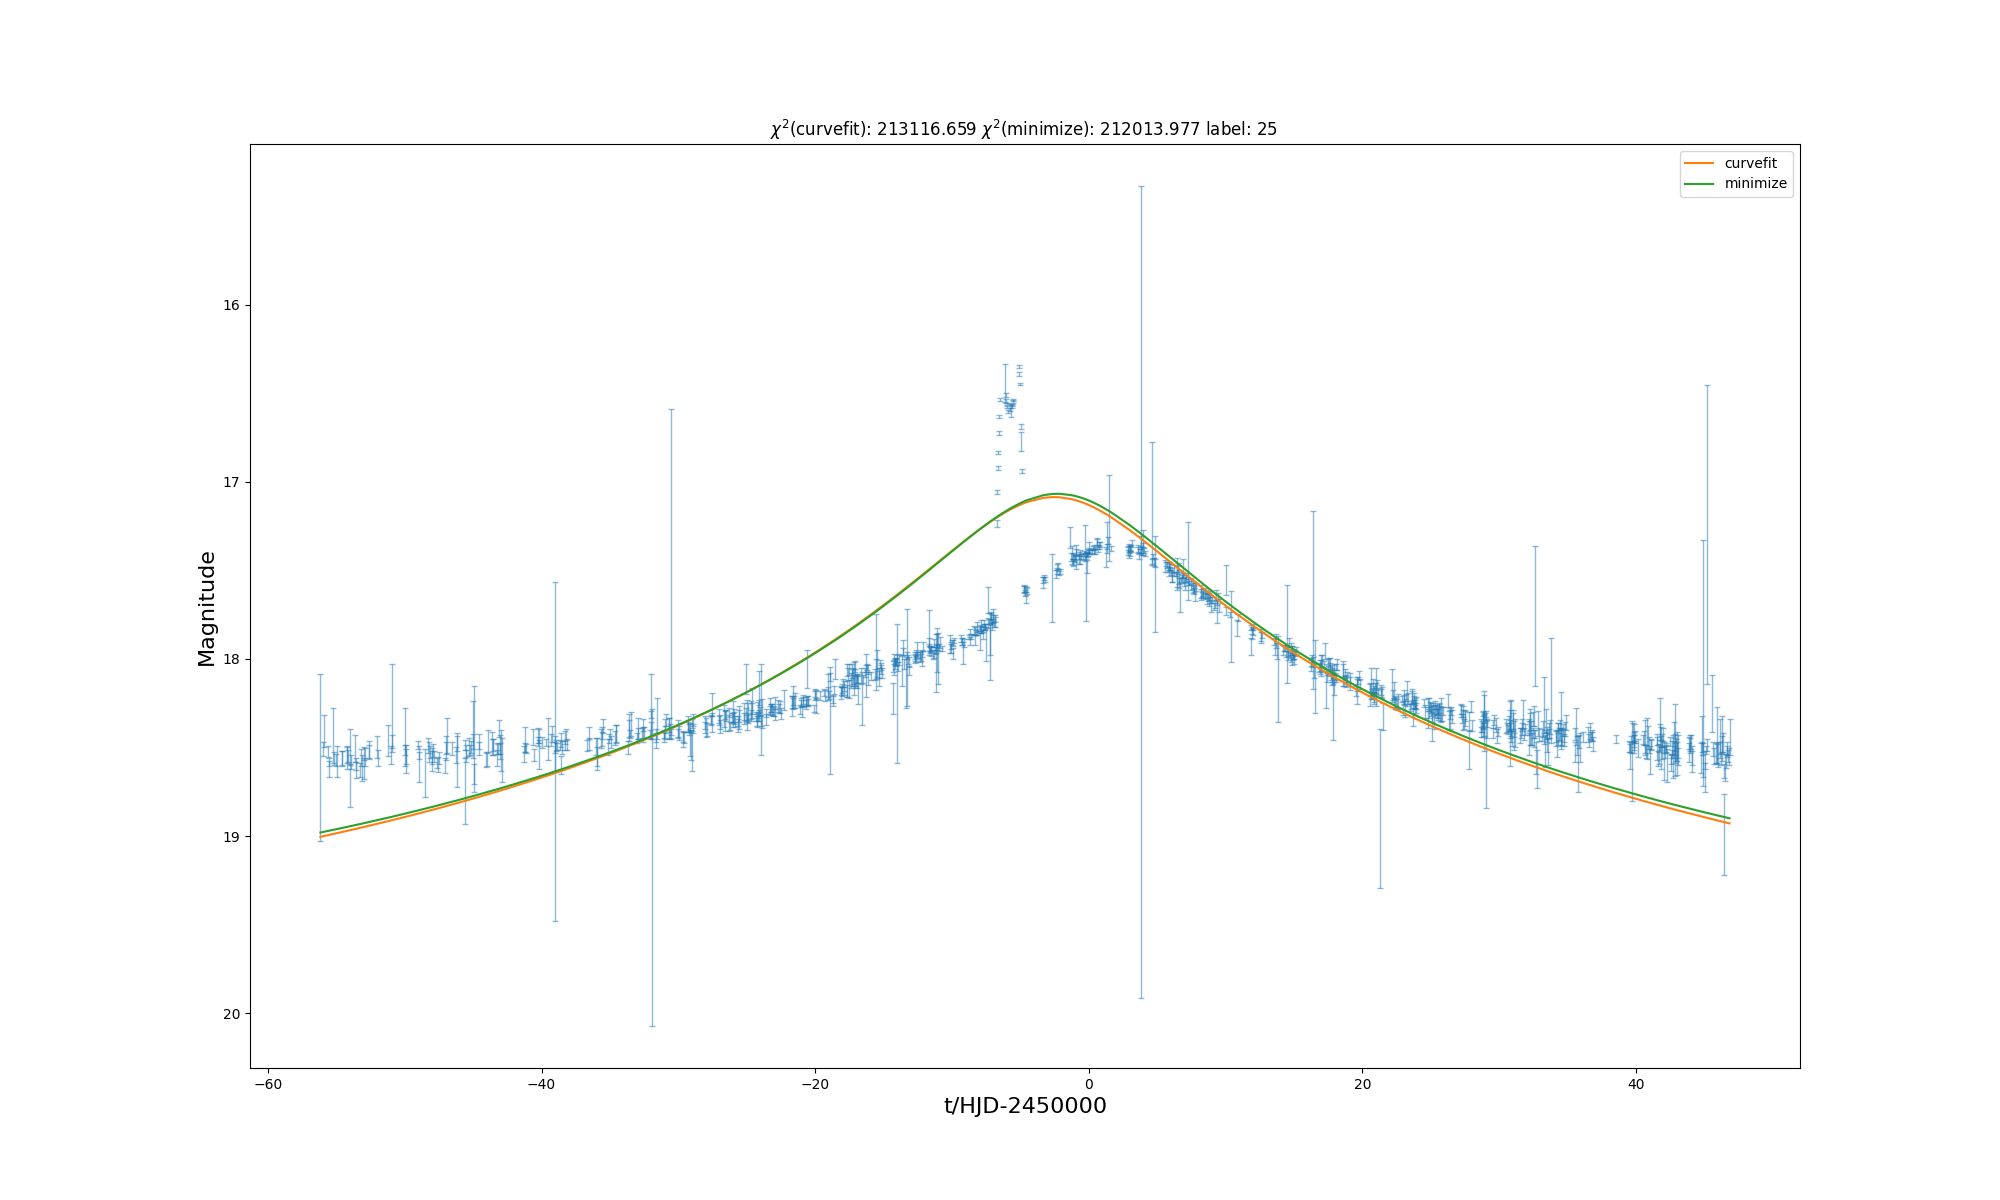 χ²(curvefit): 213116.659 χ²(minimize): 212013.977 label: 25
curvefit
minimize
Magnitude
16
17
18
19
20
−60
−40
−20
0
20
40
t/HJD-2450000